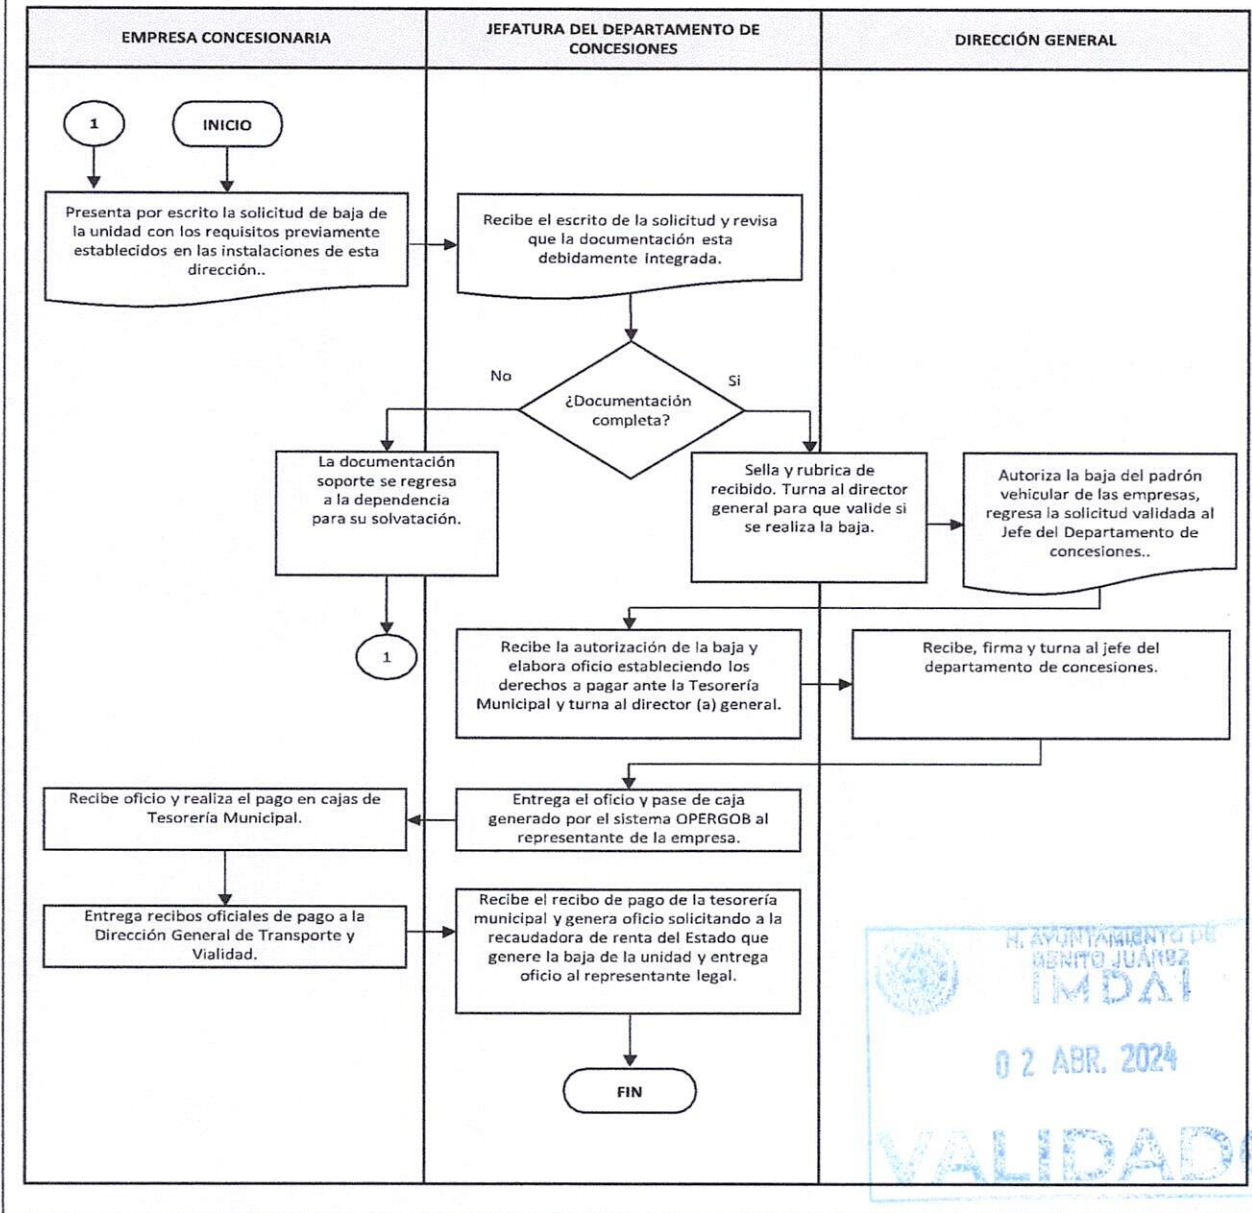 EMPRESA CONCESIONARIA
JEFATURA DEL DEPARTAMENTO DE
CONCESIONES
DIRECCIÓN GENERAL
1
INICIO
Presenta por escrito la solicitud de baja de
la unidad con los requisitos previamente
establecidos en las instalaciones de esta
dirección..
Recibe el escrito de la solicitud y revisa
que la documentación esta
debidamente integrada.
¿Documentación
completa?
No
Si
La documentación
soporte se regresa
a la dependencia
para su solvatación.
1
Sella y rubrica de
recibido. Turna al director
general para que valide si
se realiza la baja.
Autoriza la baja del padrón
vehicular de las empresas,
regresa la solicitud validada al
Jefe del Departamento de
concesiones..
Recibe la autorización de la baja y
elabora oficio estableciendo los
derechos a pagar ante la Tesorería
Municipal y turna al director (a) general.
Recibe, firma y turna al jefe del
departamento de concesiones.
Entrega el oficio y pase de caja
generado por el sistema OPERGOB al
representante de la empresa.
Recibe oficio y realiza el pago en cajas de
Tesorería Municipal.
Entrega recibos oficiales de pago a la
Dirección General de Transporte y
Vialidad.
Recibe el recibo de pago de la tesorería
municipal y genera oficio solicitando a la
recaudadora de renta del Estado que
genere la baja de la unidad y entrega
oficio al representante legal.
FIN
H. AYUNTAMIENTO DE
BENITO JUÁREZ
IMDAI
02 ABR. 2024
VALIDADO